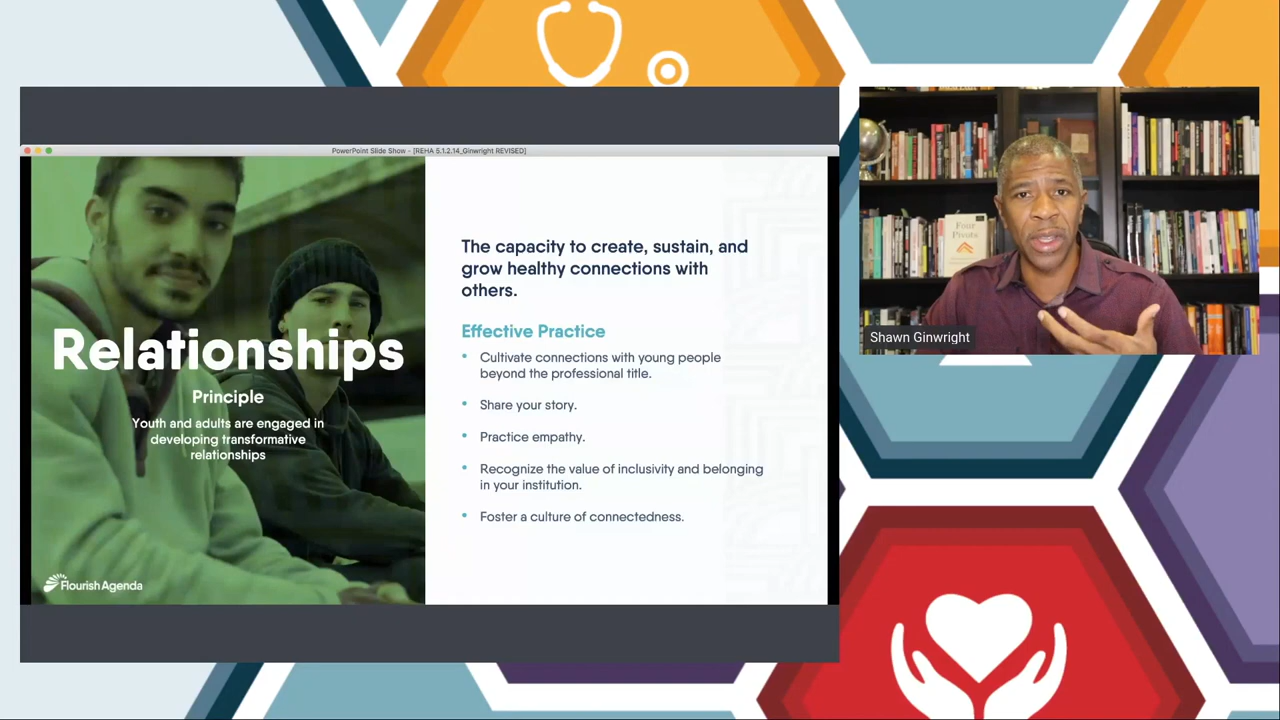 PowerPoint Slide Show - [REHA 5.1.2.14_Ginwright REVISED]
Relationships
Principle
Youth and adults are engaged in
developing transformative
relationships
Flourish Agenda
The capacity to create, sustain, and
grow healthy connections with
others.
Effective Practice
• Cultivate connections with young people
beyond the professional title.
• Share your story.
• Practice empathy.
• Recognize the value of inclusivity and belonging
in your institution.
• Foster a culture of connectedness.
Four
Pivots
Shawn Ginwright